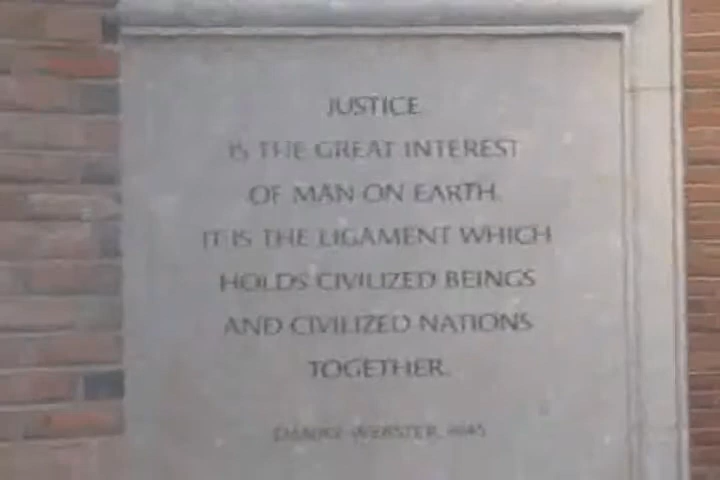 JUSTICE
IS THE GREAT INTEREST
OF MAN ON EARTH.
IT IS THE LIGAMENT WHICH
HOLDS CIVILIZED BEINGS
AND CIVILIZED NATIONS
TOGETHER.
DANIEL WEBSTER, 1845